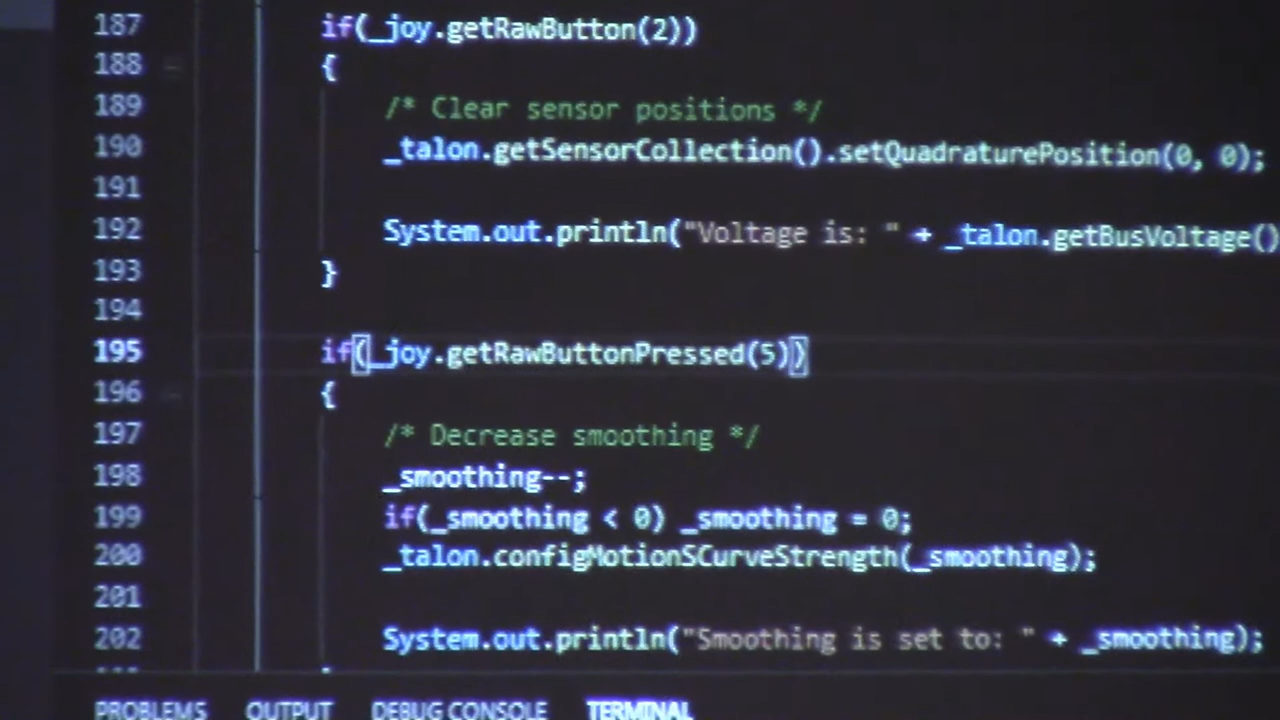 187 if(_joy.getRawButton(2))
188 {
189 /* Clear sensor positions */
190 _talon.getSensorCollection().setQuadraturePosition(0, 0);
191
192 System.out.println("Voltage is: " + _talon.getBusVoltage()
193 }
194
195 if(_joy.getRawButtonPressed(5))
196 {
197 /* Decrease smoothing */
198 _smoothing--;
199 if(_smoothing < 0) _smoothing = 0;
200 _talon.configMotionSCurveStrength(_smoothing);
201
202 System.out.println("Smoothing is set to: " + _smoothing);
PROBLEMS OUTPUT DEBUG CONSOLE TERMINAL